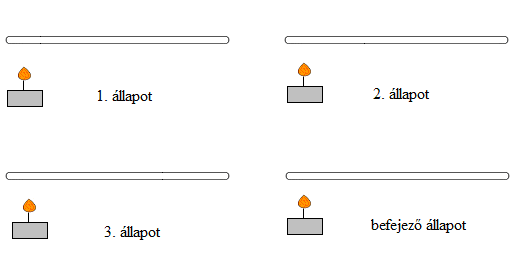 1. állapot
2. állapot
3. állapot
befejező állapot